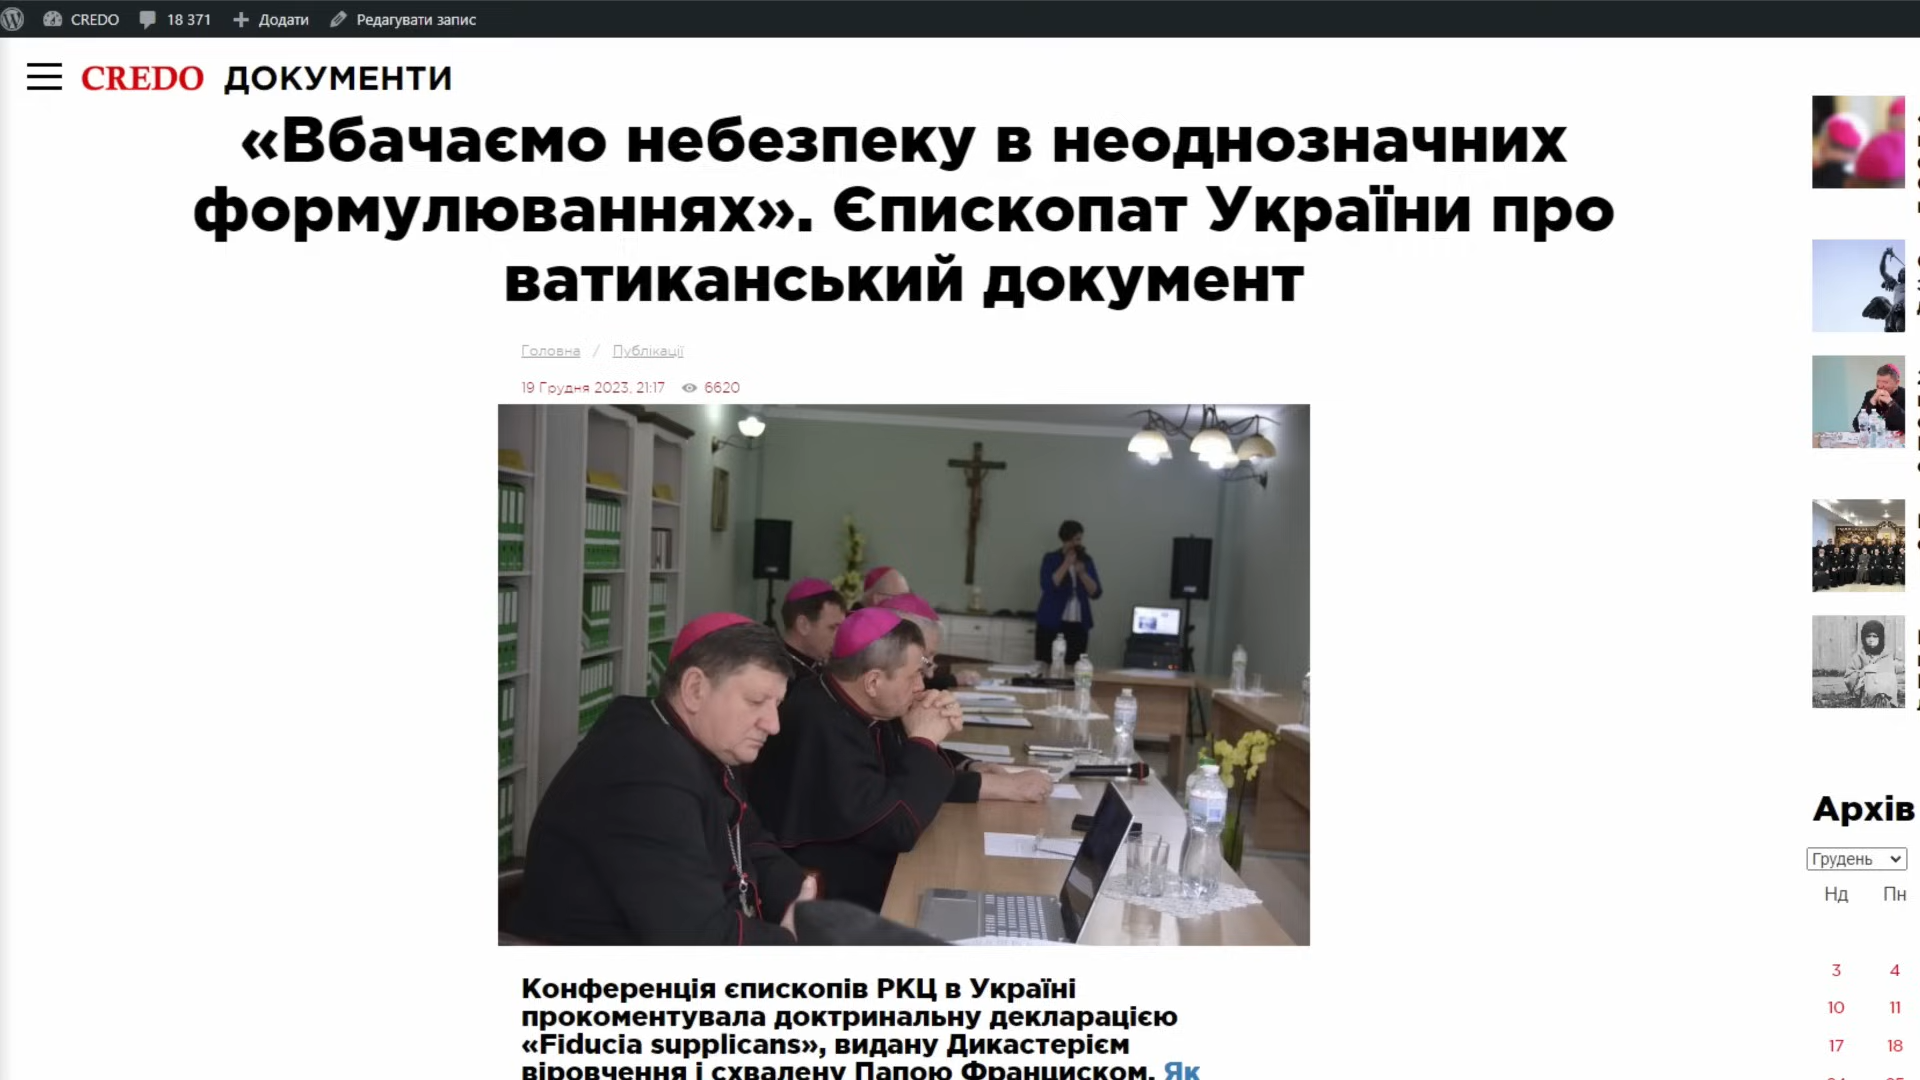 CREDO 18 371 Додати Редагувати запис
CREDO ДОКУМЕНТИ
«Вбачаємо небезпеку в неоднозначних
формулюваннях». Єпископат України про
ватиканський документ
Головна / Публікації
19 Грудня 2023, 21:17 6620
Конференція єпископів РКЦ в Україні
прокоментувала доктринальну декларацією
«Fiducia supplicans», видану Дикастерієм
віровчення і схвалену Папою Франциском. Як
Архів
Грудень
Нд Пн
3 4
10 11
17 18